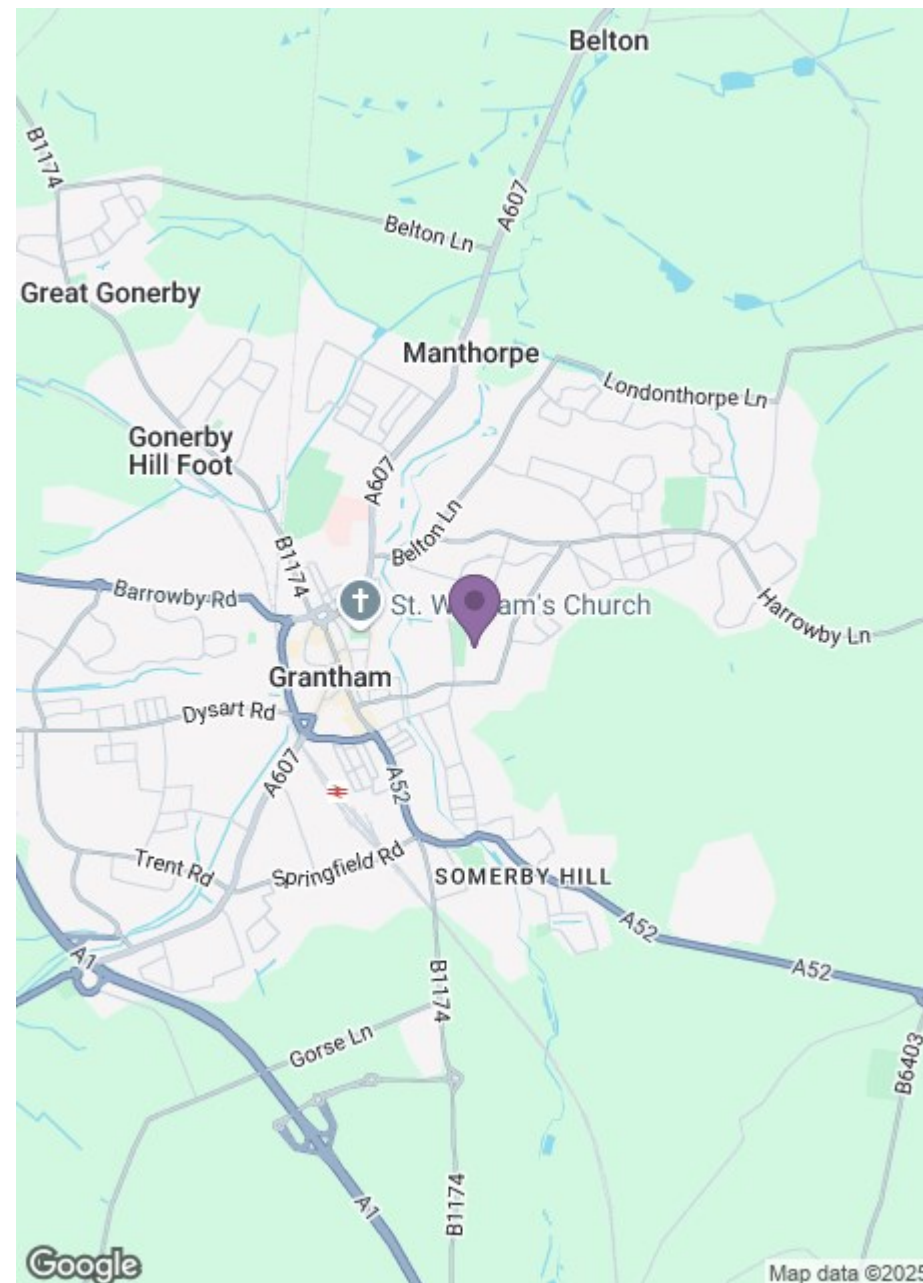 Belton
B1174
A607
Belton Ln
Great Gonerby
Manthorpe
Londonthorpe Ln
Gonerby
Hill Foot
A607
Belton Ln
B1174
Barrowby Rd
St. W am's Church
Harrowby Ln
Grantham
Dysart Rd
A607
A52
Trent Rd
Springfield Rd
SOMERBY HILL
A52
A1
A52
B1174
Gorse Ln
B6403
A1
B1174
Google
Map data ©2025